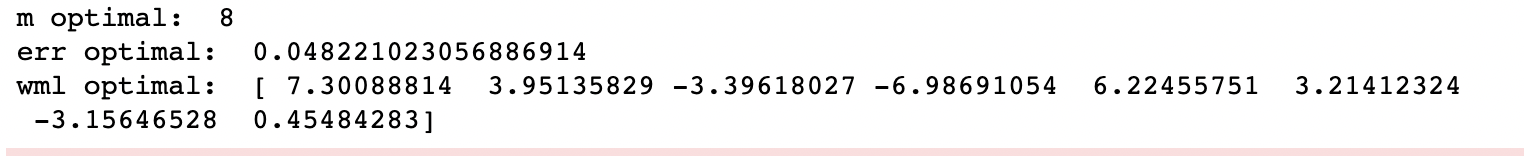 m optimal:  8
err optimal:  0.048221023056886914
wml optimal:  [ 7.30088814  3.95135829 -3.39618027 -6.98691054  6.22455751  3.21412324
 -3.15646528  0.45484283]